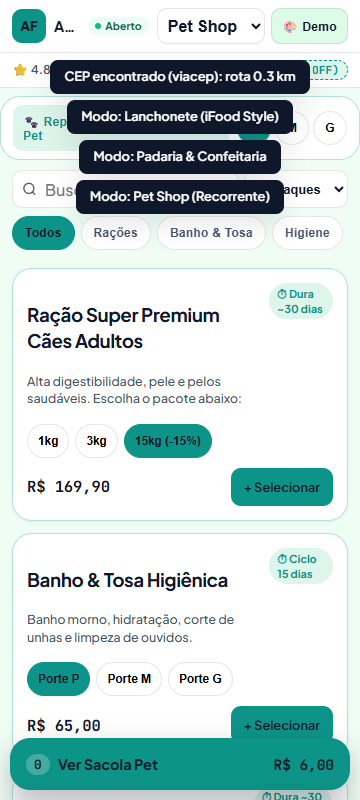 AF
A...
Aberto
Pet Shop
Demo
4.8
OFF)
CEP encontrado (viacep): rota 0.3 km
Modo: Lanchonete (iFood Style)
🐾 Rep
Pet
M
G
Modo: Padaria & Confeitaria
Modo: Pet Shop (Recorrente)
Busc
aques
Todos
Rações
Banho & Tosa
Higiene
Ração Super Premium
Cães Adultos
⏱ Dura
~30 dias
Alta digestibilidade, pele e pelos
saudáveis. Escolha o pacote abaixo:
1kg
3kg
15kg (-15%)
R$ 169,90
+ Selecionar
Banho & Tosa Higiênica
⏱ Ciclo
15 dias
Banho morno, hidratação, corte de
unhas e limpeza de ouvidos.
Porte P
Porte M
Porte G
R$ 65,00
+ Selecionar
0
Ver Sacola Pet
R$ 6,00
⏱ Dura ~30